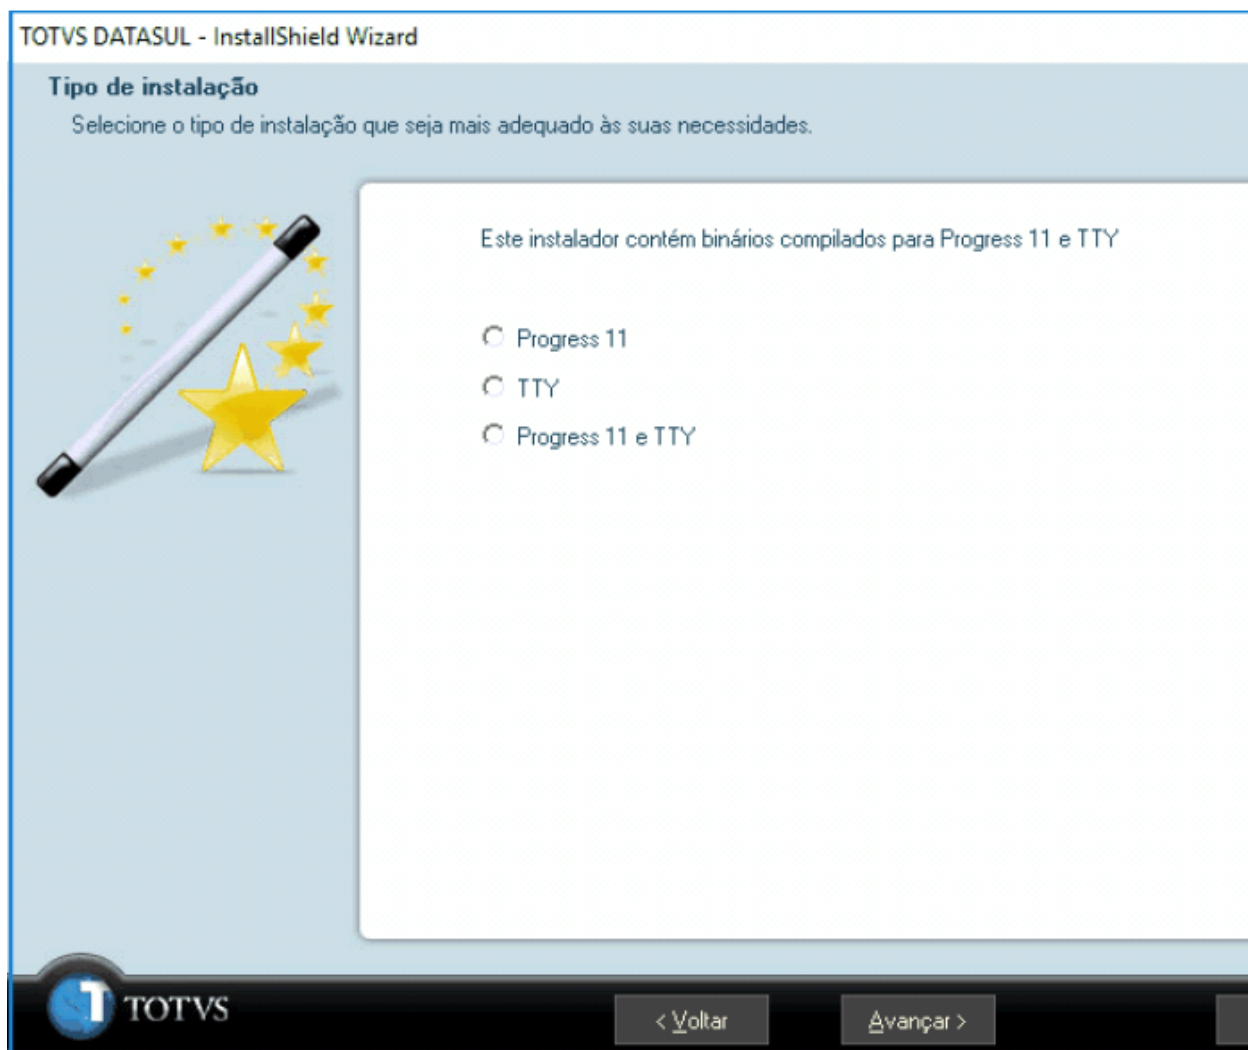 TOTVS DATASUL - InstallShield Wizard
Tipo de instalação
Selecione o tipo de instalação que seja mais adequado às suas necessidades.
Este instalador contém binários compilados para Progress 11 e TTY
Progress 11
TTY
Progress 11 e TTY
TOTVS
< Voltar
Avançar >